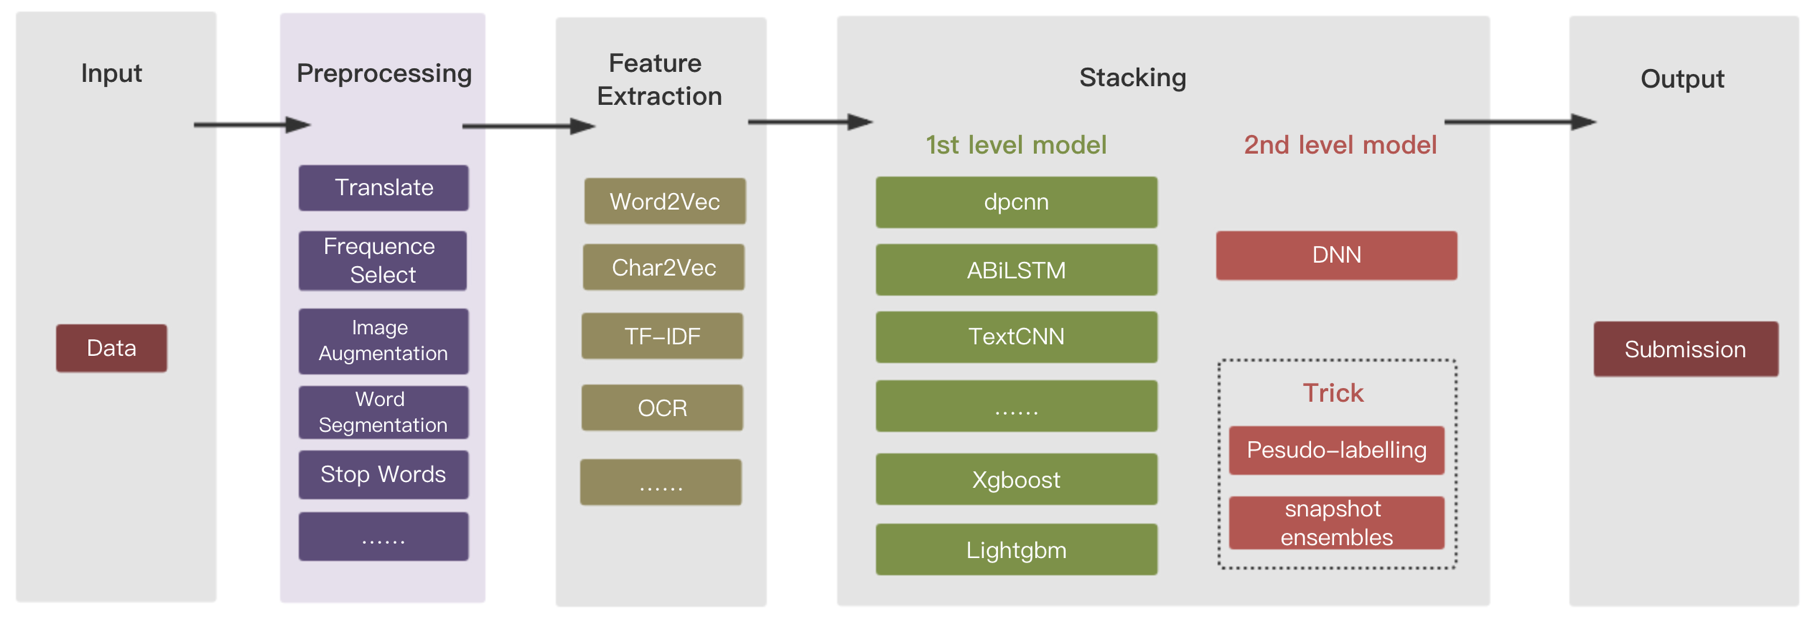 Input
Data
Preprocessing
Translate
Frequence
Select
Image
Augmentation
Word
Segmentation
Stop Words
......
Feature
Extraction
Word2Vec
Char2Vec
TF-IDF
OCR
......
Stacking
1st level model
dpcnn
ABiLSTM
TextCNN
......
Xgboost
Lightgbm
2nd level model
DNN
Trick
Pesudo-labelling
snapshot
ensembles
Output
Submission